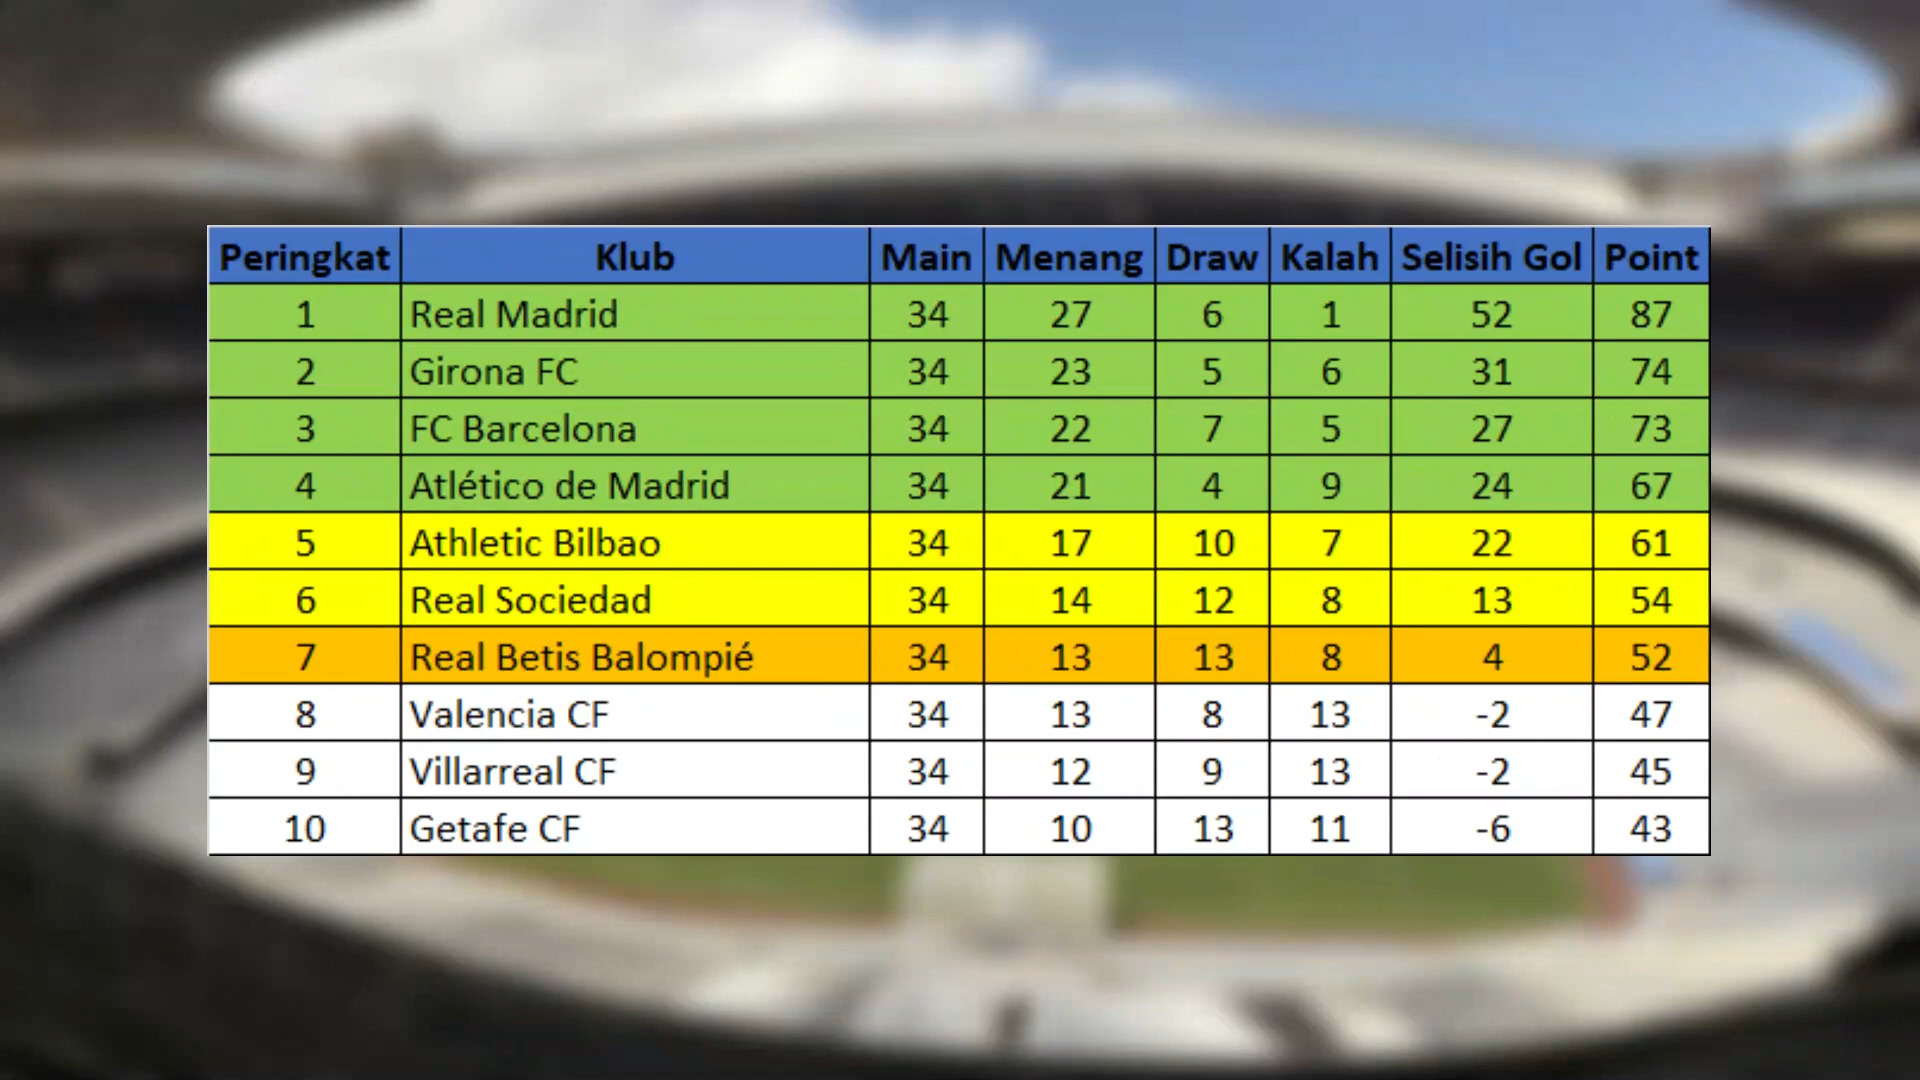 Peringkat Klub Main Menang Draw Kalah Selisih Gol Point
1 Real Madrid 34 27 6 1 52 87
2 Girona FC 34 23 5 6 31 74
3 FC Barcelona 34 22 7 5 27 73
4 Atlético de Madrid 34 21 4 9 24 67
5 Athletic Bilbao 34 17 10 7 22 61
6 Real Sociedad 34 14 12 8 13 54
7 Real Betis Balompié 34 13 13 8 4 52
8 Valencia CF 34 13 8 13 -2 47
9 Villarreal CF 34 12 9 13 -2 45
10 Getafe CF 34 10 13 11 -6 43